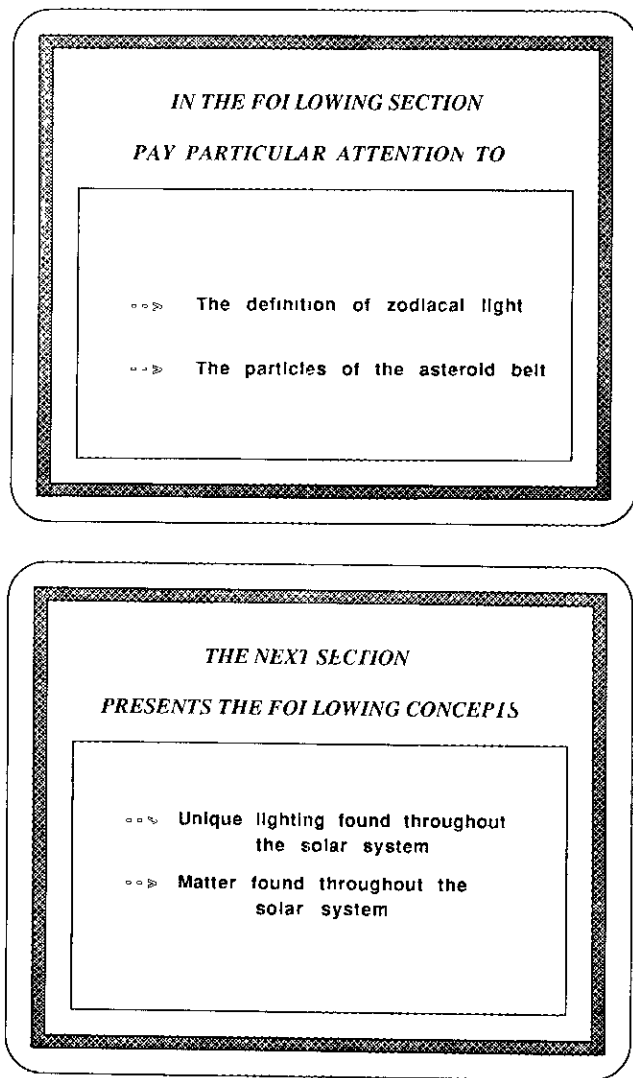 IN THE FOLLOWING SECTION
PAY PARTICULAR ATTENTION TO
The definition of zodiacal light
The particles of the asteroid belt
THE NEXT SECTION
PRESENTS THE FOLLOWING CONCEPTS
Unique lighting found throughout
the solar system
Matter found throughout the
solar system